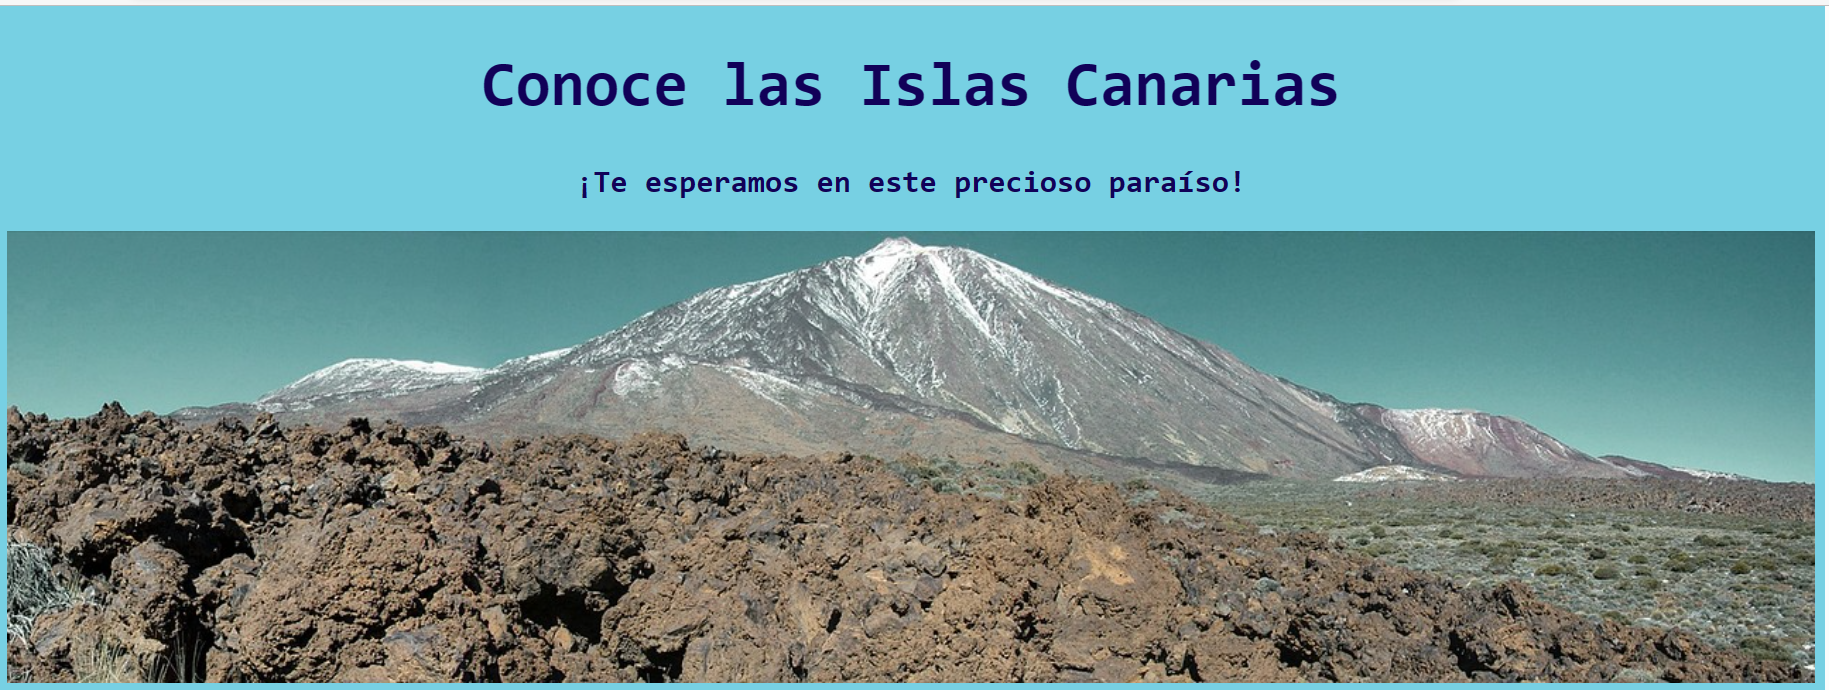 Conoce las Islas Canarias
¡Te esperamos en este precioso paraíso!